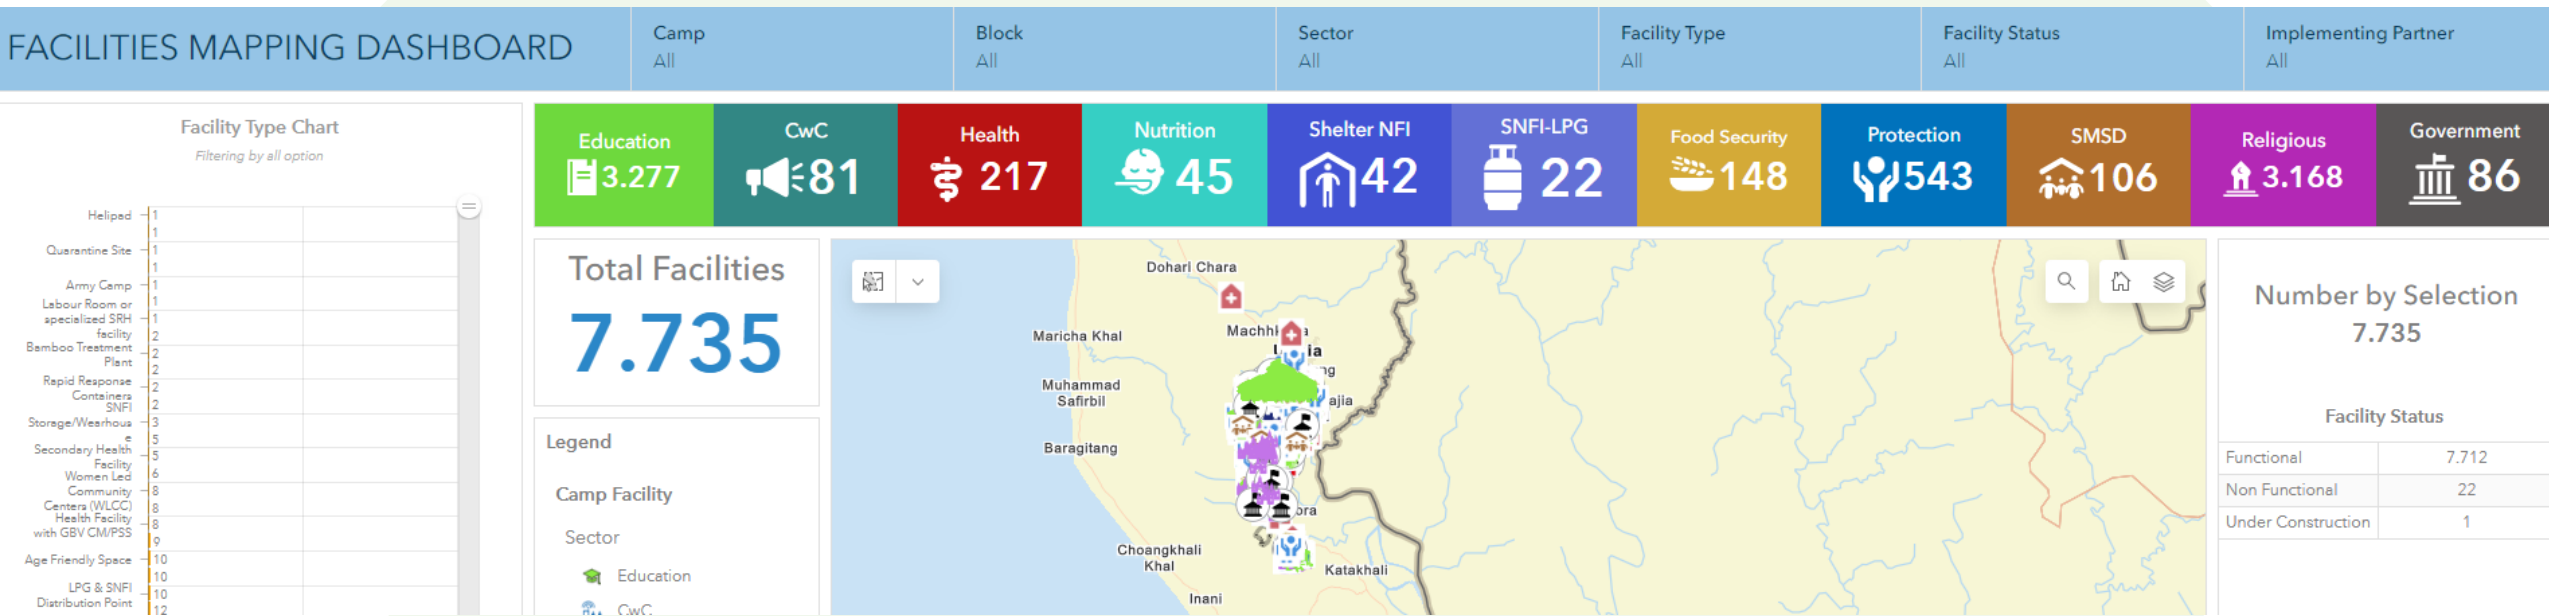 FACILITIES MAPPING DASHBOARD
Camp
All
Block
All
Sector
All
Facility Type
All
Facility Status
All
Implementing Partner
All
Facility Type Chart
Filtering by all option
Helipad
1
1
Quarantine Site
1
1
Army Camp
1
Labour Room or
1
specialized SRH
1
facility
2
Bamboo Treatment
2
Plant
2
Rapid Response
2
Containers
SNFI
2
Storage/Wearhous
3
e
5
Secondary Health
5
Facility
Women Led
6
Community
8
Centers (WLCC)
8
Health Facility
8
with GBV CM/PSS
9
Age Friendly Space
10
10
LPG & SNFI
10
Distribution Point
12
Education
3.277
CwC
81
Health
217
Nutrition
45
Shelter NFI
42
SNFI-LPG
22
Food Security
148
Protection
543
SMSD
106
Religious
3.168
Government
86
Total Facilities
7.735
Legend
Camp Facility
Sector
Education
CwC
Dohari Chara
Maricha Khal
Muhammad
Safirbil
Baragitang
Choangkhali
Khal
Katakhali
Inani
Number by Selection
7.735
Facility Status
Functional 7.712
Non Functional 22
Under Construction 1